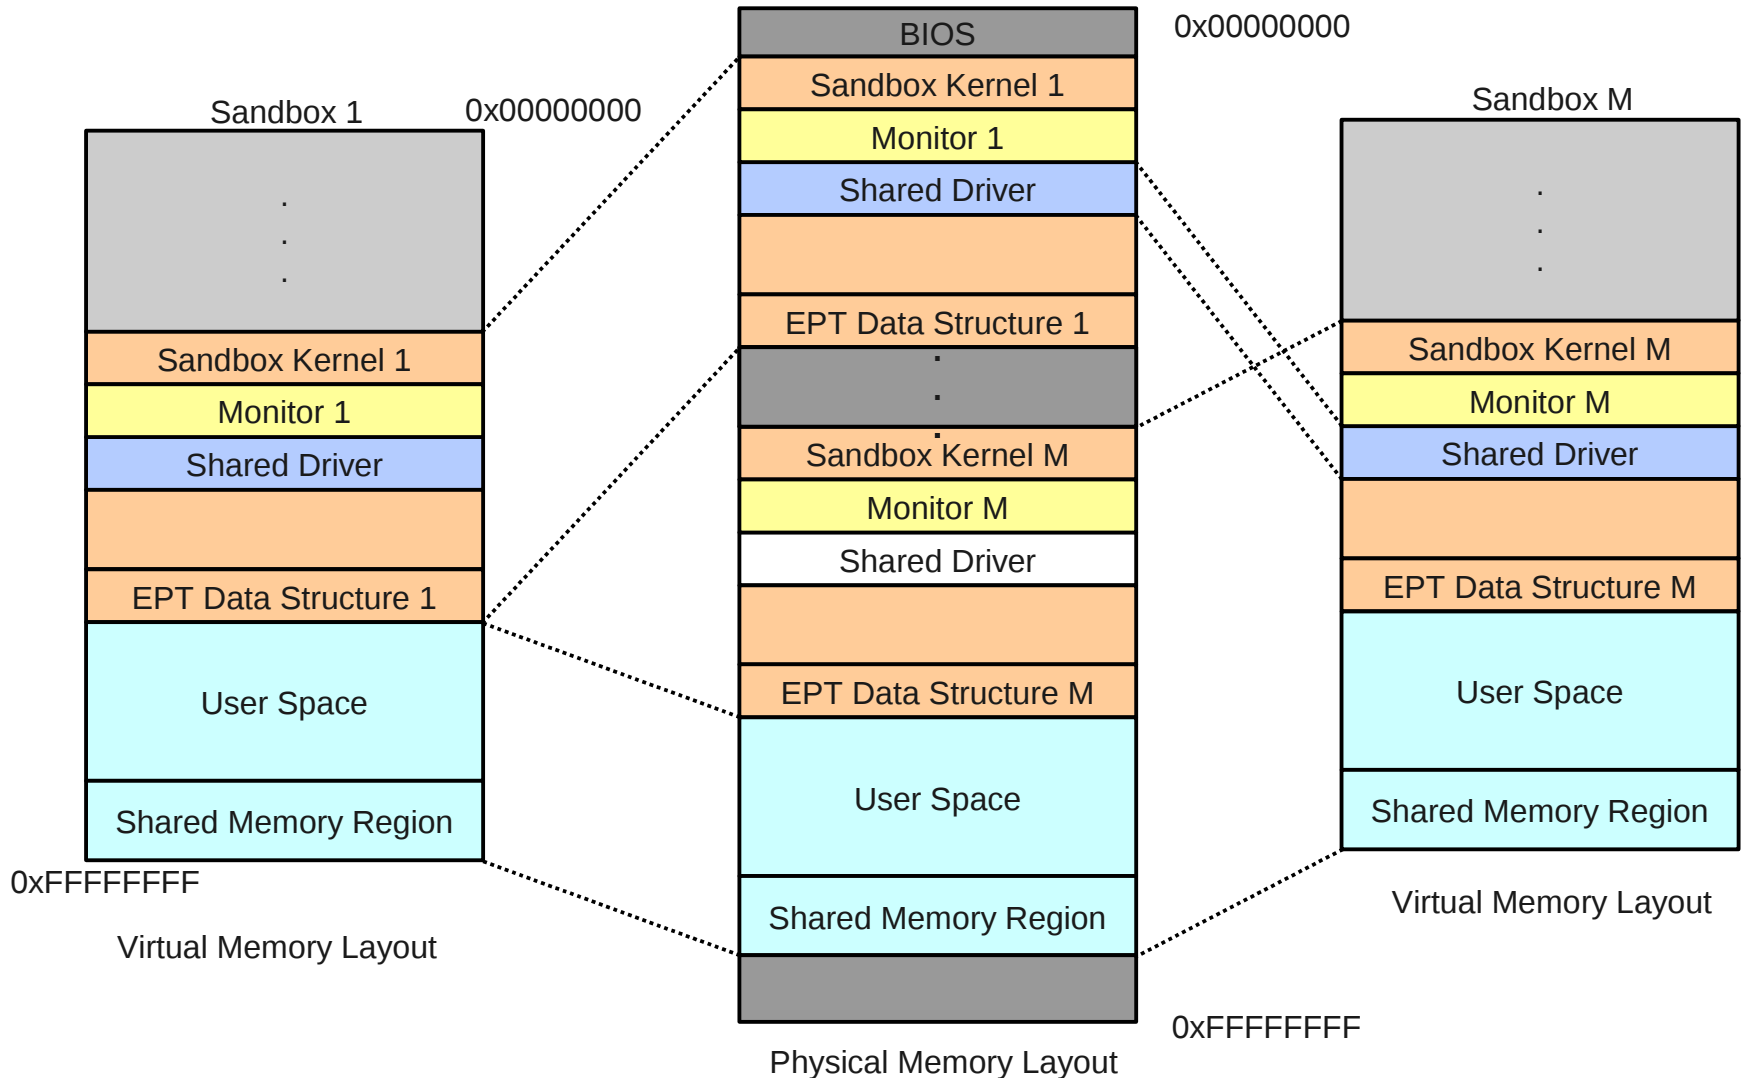 Sandbox 1
0x00000000
.
.
.
Sandbox Kernel 1
Monitor 1
Shared Driver
EPT Data Structure 1
User Space
Shared Memory Region
0xFFFFFFFF
Virtual Memory Layout
BIOS
0x00000000
Sandbox Kernel 1
Monitor 1
Shared Driver
EPT Data Structure 1
.
.
.
Sandbox Kernel M
Monitor M
Shared Driver
EPT Data Structure M
User Space
Shared Memory Region
0xFFFFFFFF
Physical Memory Layout
Sandbox M
.
.
.
Sandbox Kernel M
Monitor M
Shared Driver
EPT Data Structure M
User Space
Shared Memory Region
Virtual Memory Layout